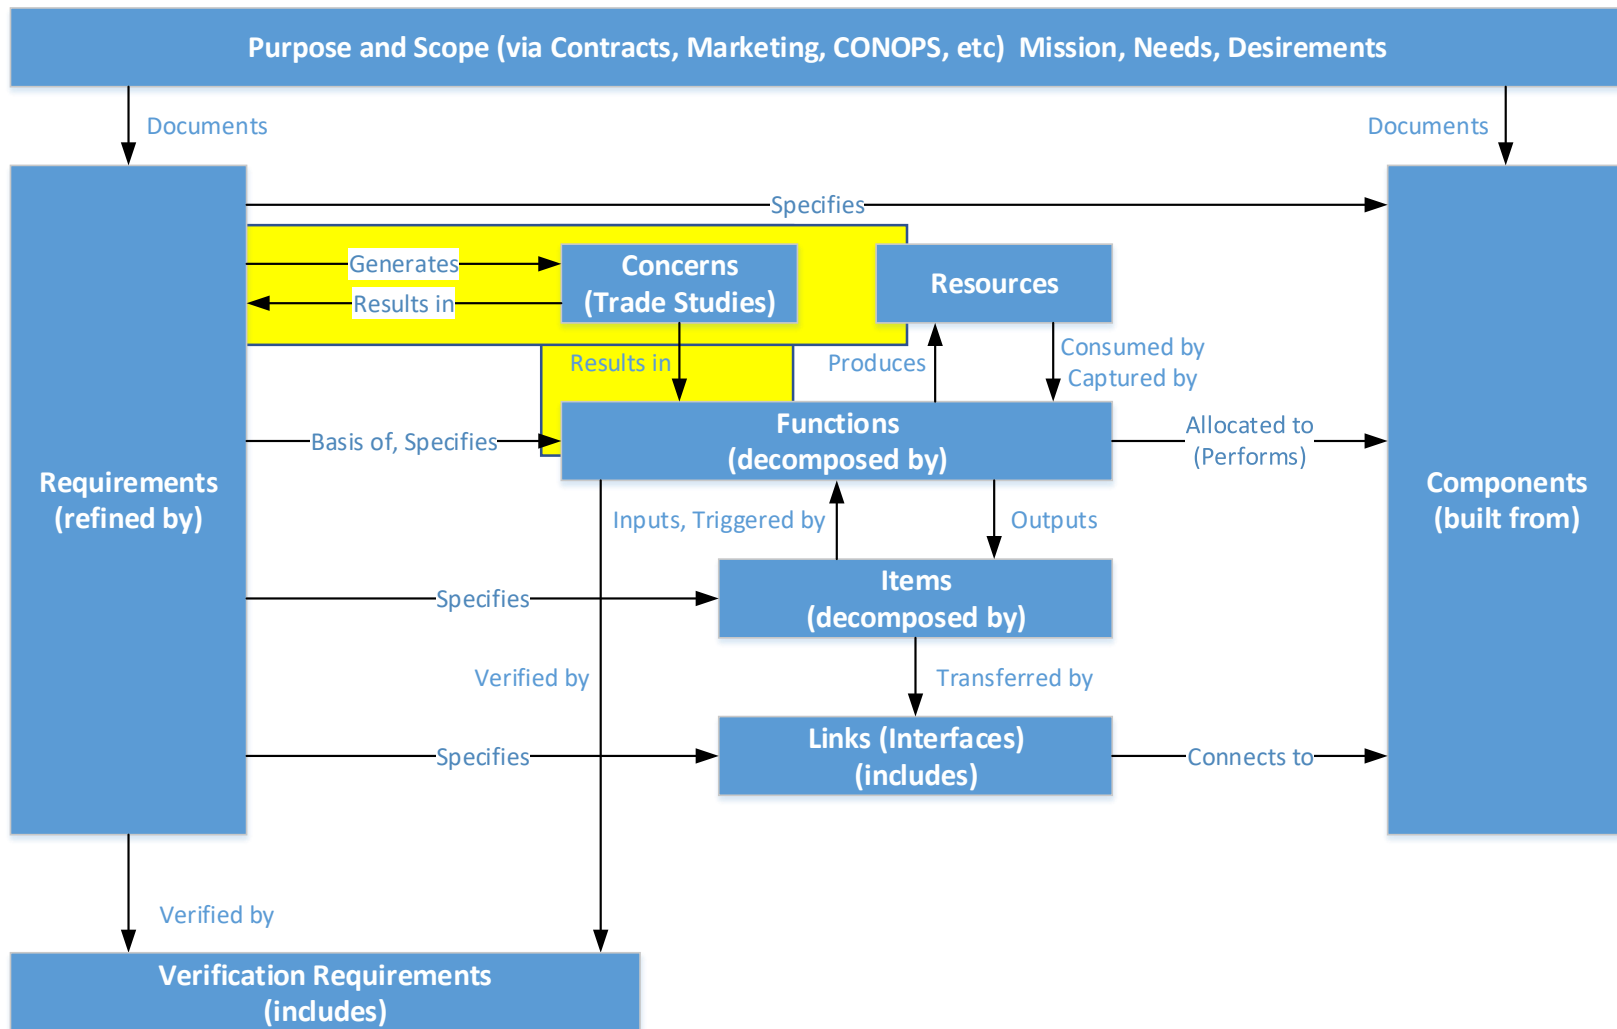 Purpose and Scope (via Contracts, Marketing, CONOPS, etc)  Mission, Needs, Desirements
Documents
Documents
Specifies
Generates
Concerns
(Trade Studies)
Resources
Results in
Results in
Produces
Consumed by
Captured by
Basis of, Specifies
Functions
(decomposed by)
Allocated to
(Performs)
Requirements
(refined by)
Components
(built from)
Inputs, Triggered by
Outputs
Specifies
Items
(decomposed by)
Verified by
Transferred by
Specifies
Links (Interfaces)
(includes)
Connects to
Verified by
Verification Requirements
(includes)